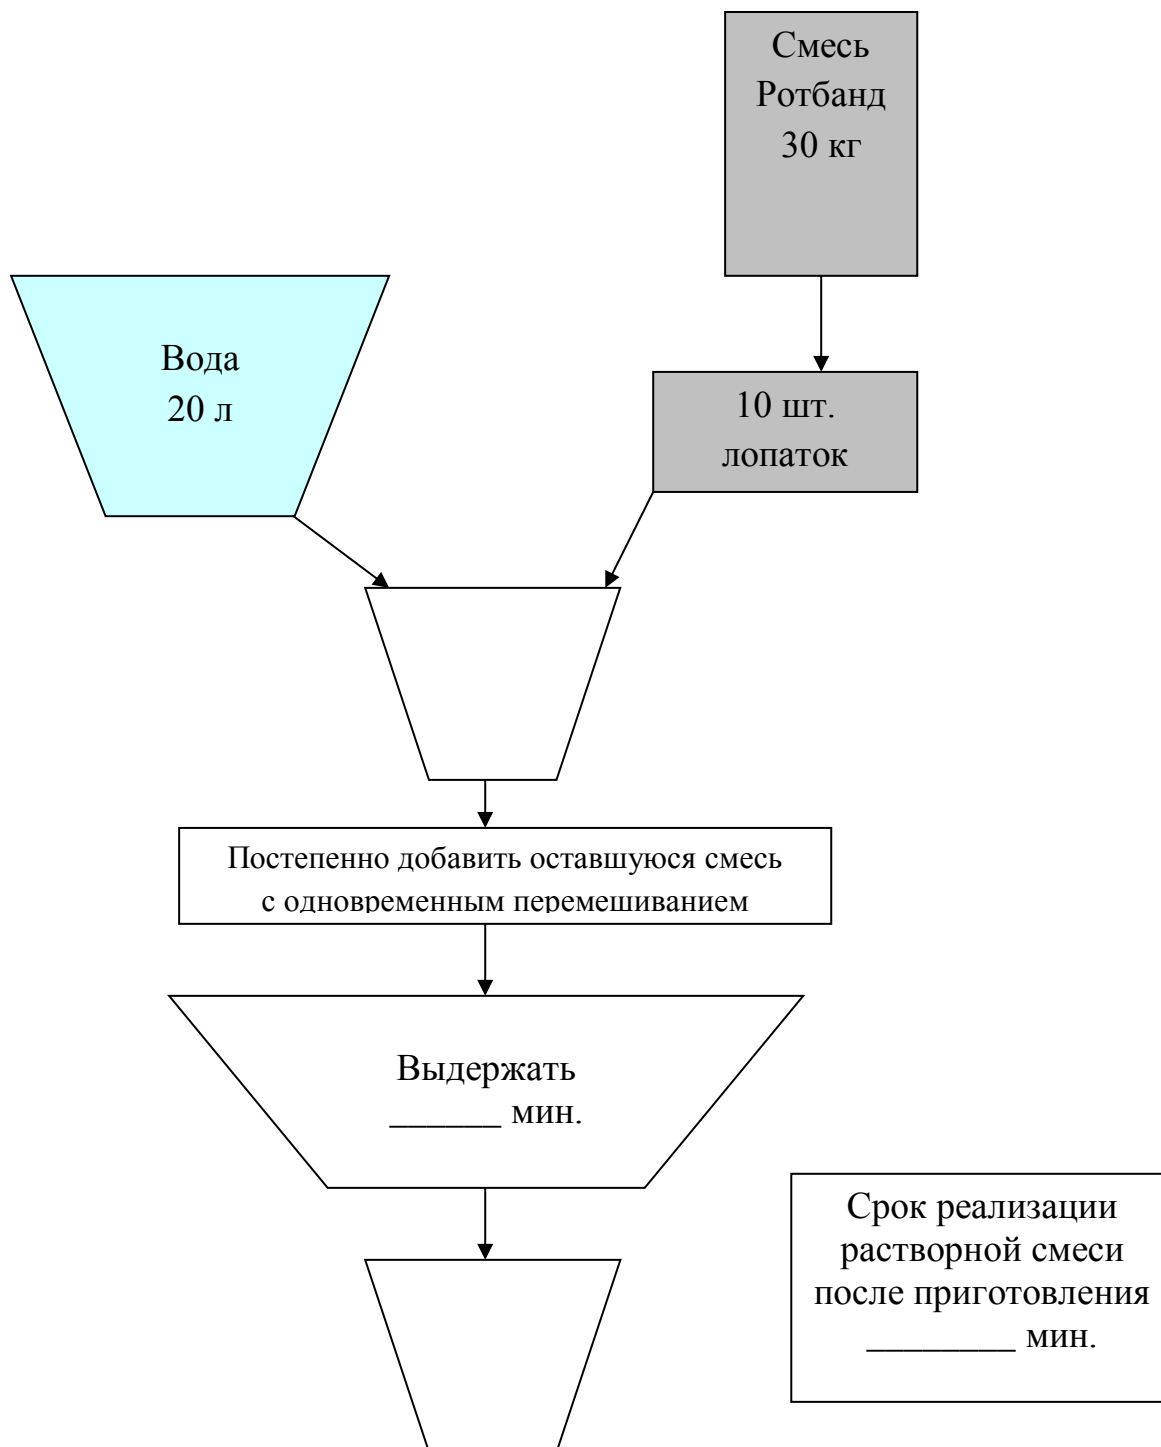 Смесь
Ротбанд
30 кг
Вода
20 л
10 шт.
лопаток
Постепенно добавить оставшуюся смесь
с одновременным перемешиванием
Выдержать
______ мин.
Срок реализации
растворной смеси
после приготовления
________ мин.